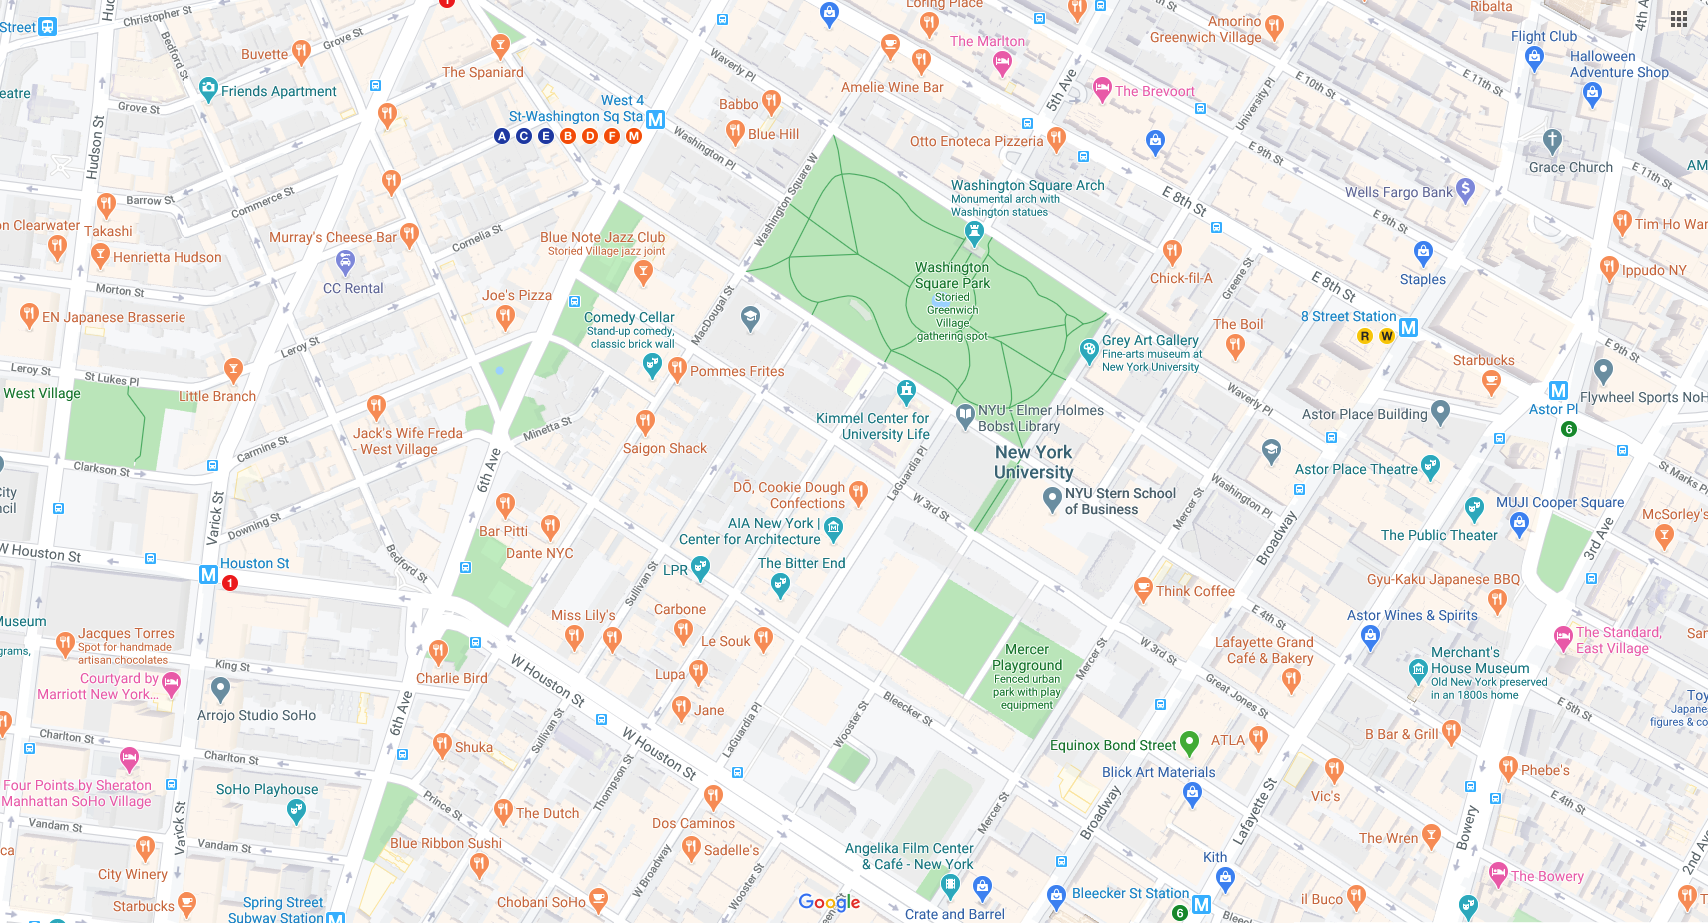 Christopher St
Street
Grove St
Bedford St
Hudson St
Buvette
The Spaniard
Friends Apartment
Grove St
eatre
West 4
St-Washington Sq Sta
A C E B D F M
1
Waverly Pl
Loring Place
The Marlton
Amelie Wine Bar
Babbo
Blue Hill
Washington Pl
Otto Enoteca Pizzeria
5th Ave
The Brevoort
Amorino
Greenwich Village
Ribalta
4th A
Flight Club
Halloween
Adventure Shop
E 11th St
E 10th St
University Pl
E 9th St
Grace Church
AM
E 11th St
Wells Fargo Bank
E 9th St
E 8th St
Tim Ho War
Ippudo NY
Staples
Chick-fil-A
Greene St
E 8th St
8 Street Station
R W
The Boil
Starbucks
E 9th St
Flywheel Sports NoH
Astor Pl
6
Astor Place Building
Astor Place Theatre
St Marks Pl
Barrow St
Commerce St
n Clearwater
Takashi
Henrietta Hudson
Murray's Cheese Bar
Cornelia St
CC Rental
Morton St
EN Japanese Brasserie
Leroy St
Leroy St
St Lukes Pl
West Village
Little Branch
Hudson St
Blue Note Jazz Club
Storied Village jazz joint
Joe's Pizza
Comedy Cellar
Stand-up comedy,
classic brick wall
MacDougal St
Washington Square W
Pommes Frites
Washington Square Arch
Monumental arch with
Washington statues
Washington
Square Park
Storied
Greenwich
Village
gathering spot
Grey Art Gallery
Fine-arts museum at
New York University
Waverly Pl
Kimmel Center for
University Life
NYU - Elmer Holmes
Bobst Library
New York
University
NYU Stern School
of Business
Washington Pl
Mercer St
Broadway
MUJI Cooper Square
The Public Theater
McSorley's
3rd Ave
Gyu-Kaku Japanese BBQ
Astor Wines & Spirits
The Standard,
East Village
Merchant's
House Museum
Old New York preserved
in an 1800s home
E 4th St
Lafayette Grand
Café & Bakery
Think Coffee
W 3rd St
Great Jones St
E 5th St
Toy
Japane
figures & co
Minetta St
Saigon Shack
Jack's Wife Freda
- West Village
Carmine St
Clarkson St
City
ncil
Downing St
Varick St
6th Ave
Bar Pitti
Dante NYC
DŌ, Cookie Dough
Confections
AIA New York |
Center for Architecture
LaGuardia Pl
W 3rd St
The Bitter End
LPR
Sullivan St
Bedford St
W Houston St
Houston St
1
Museum
grams,
Jacques Torres
Spot for handmade
artisan chocolates
King St
Courtyard by
Marriott New York...
Arrojo Studio SoHo
Charlton St
Charlton St
Four Points by Sheraton
Manhattan SoHo Village
SoHo Playhouse
Vandam St
Vandam St
Varick St
ca
City Winery
Starbucks
Spring Street
Subway Station
6th Ave
Miss Lily's
Carbone
Le Souk
Lupa
Jane
Charlie Bird
W Houston St
W Houston St
Shuka
Sullivan St
Thompson St
LaGuardia Pl
Wooster St
Bleecker St
Prince St
The Dutch
Blue Ribbon Sushi
Chobani SoHo
Dos Caminos
Sadelle's
W Broadway
Wooster St
Mercer
Playground
Fenced urban
park with play
equipment
Mercer St
Mercer St
Equinox Bond Street
ATLA
Blick Art Materials
Broadway
Vic's
Lafayette St
B Bar & Grill
Phebe's
E 4th St
The Wren
Bowery
2nd Ave
Angelika Film Center
& Café - New York
Crate and Barrel
Bleecker St Station
6
Kith
il Buco
The Bowery
T
Google